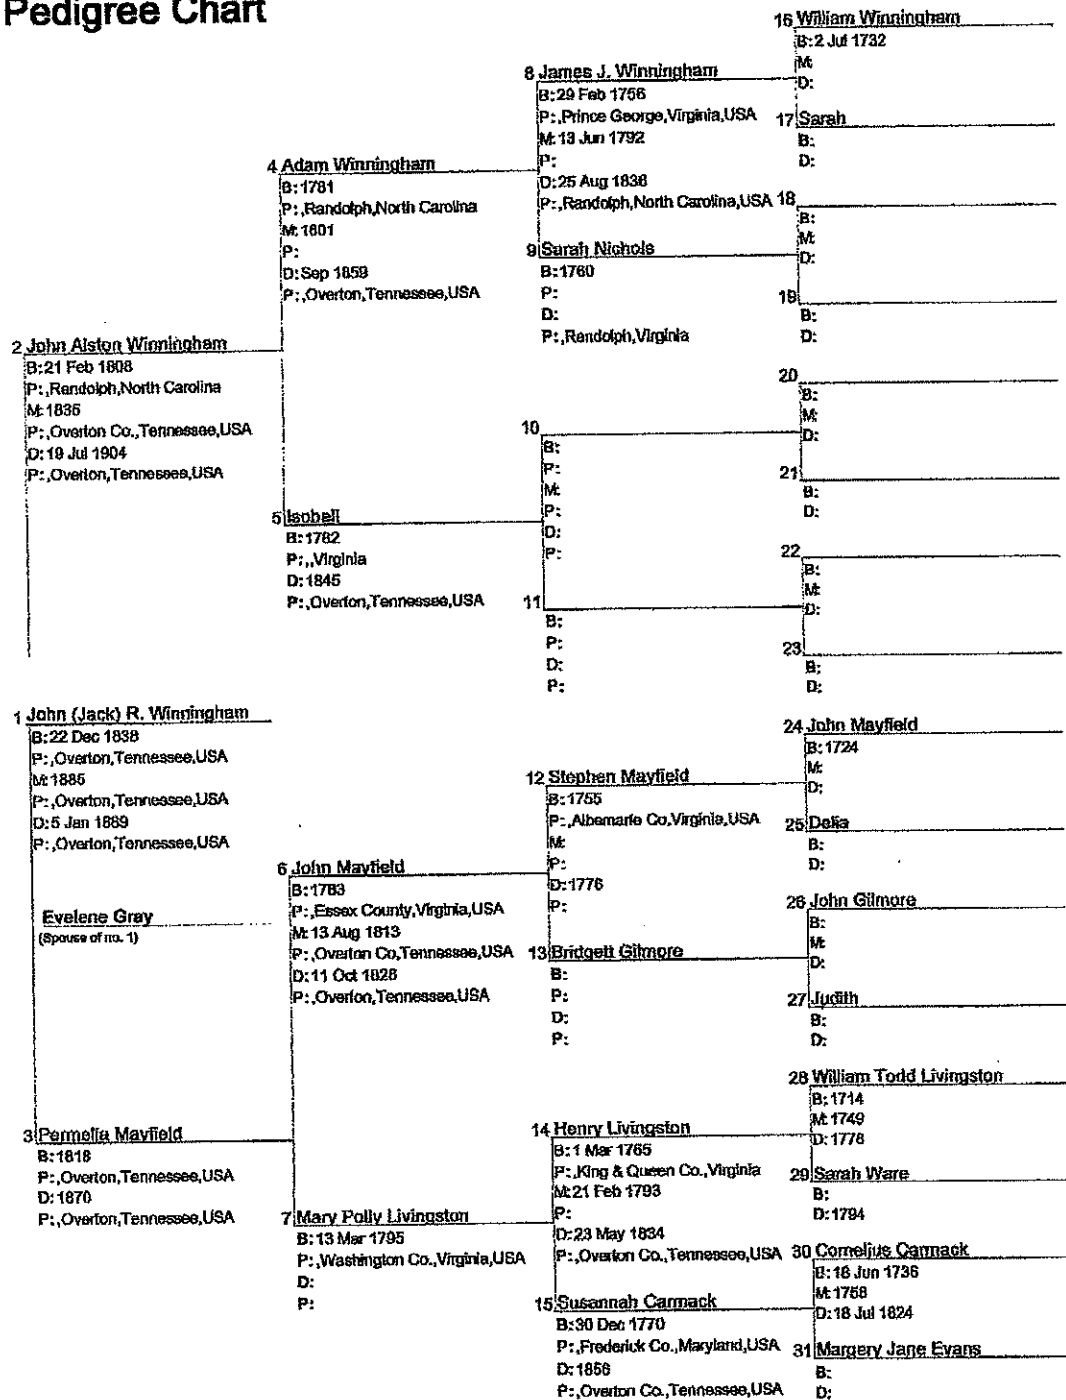 Pedigree Chart
1 John (Jack) R. Winningham
B:22 Dec 1838
P:,Overton,Tennessee,USA
M:1885
P:,Overton,Tennessee,USA
D:5 Jan 1889
P:,Overton,Tennessee,USA
Evelene Gray
(Spouse of no. 1)
2 John Alston Winningham
B:21 Feb 1808
P:,Randolph,North Carolina
M:1836
P:,Overton Co.,Tennessee,USA
D:19 Jul 1904
P:,Overton,Tennessee,USA
3 Permelia Mayfield
B:1818
P:,Overton,Tennessee,USA
D:1870
P:,Overton,Tennessee,USA
4 Adam Winningham
B:1781
P:,Randolph,North Carolina
M:1801
P:
D:Sep 1859
P:,Overton,Tennessee,USA
5 Isobell
B:1782
P:,,Virginia
D:1845
P:,Overton,Tennessee,USA
6 John Mayfield
B:1783
P:,Essex County,Virginia,USA
M:13 Aug 1813
P:,Overton Co,Tennessee,USA
D:11 Oct 1828
P:,Overton,Tennessee,USA
7 Mary Polly Livingston
B:13 Mar 1795
P:,Washington Co.,Virginia,USA
D:
P:
8 James J. Winningham
B:29 Feb 1756
P:,Prince George,Virginia,USA
M:13 Jun 1792
P:
D:25 Aug 1836
P:,Randolph,North Carolina,USA
9 Sarah Nichols
B:1760
P:
D:
P:,Randolph,Virginia
10
B:
P:
M:
P:
D:
P:
11
B:
P:
D:
P:
12 Stephen Mayfield
B:1755
P:,Albemarle Co,Virginia,USA
M:
P:
D:1776
P:
13 Bridgett Gilmore
B:
P:
D:
P:
14 Henry Livingston
B:1 Mar 1765
P:,King & Queen Co.,Virginia
M:21 Feb 1793
P:
D:23 May 1834
P:,Overton Co.,Tennessee,USA
15 Susannah Carmack
B:30 Dec 1770
P:,Frederick Co.,Maryland,USA
D:1856
P:,Overton Co.,Tennessee,USA
16 William Winningham
B:2 Jul 1732
M:
D:
17 Sarah
B:
D:
18
B:
M:
D:
19
B:
D:
20
B:
M:
D:
21
B:
D:
22
B:
M:
D:
23
B:
D:
24 John Mayfield
B:1724
M:
D:
25 Delia
B:
D:
26 John Gilmore
B:
M:
D:
27 Judith
B:
D:
28 William Todd Livingston
B:1714
M:1749
D:1778
29 Sarah Ware
B:
D:1794
30 Cornelius Carmack
B:18 Jun 1736
M:1758
D:18 Jul 1824
31 Margery Jane Evans
B:
D: